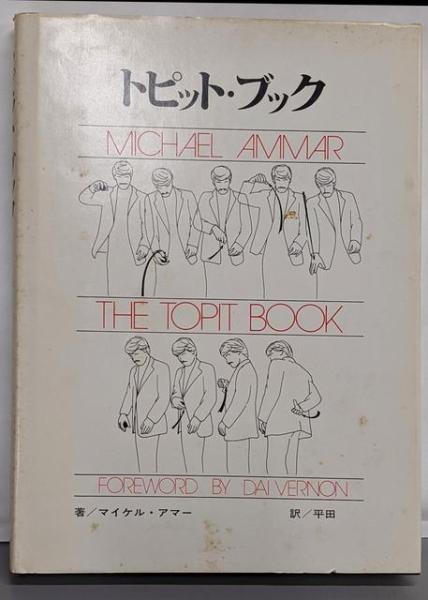 トピット・ブック
MICHAEL AMMAR
THE TOPIT BOOK
FOREWORD BY DAI VERNON
著/マイケル・アマー 訳/平田